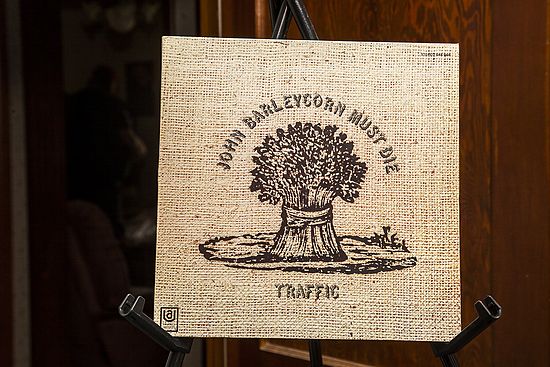 JOHN BARLEYCORN MUST DIE
TRAFFIC